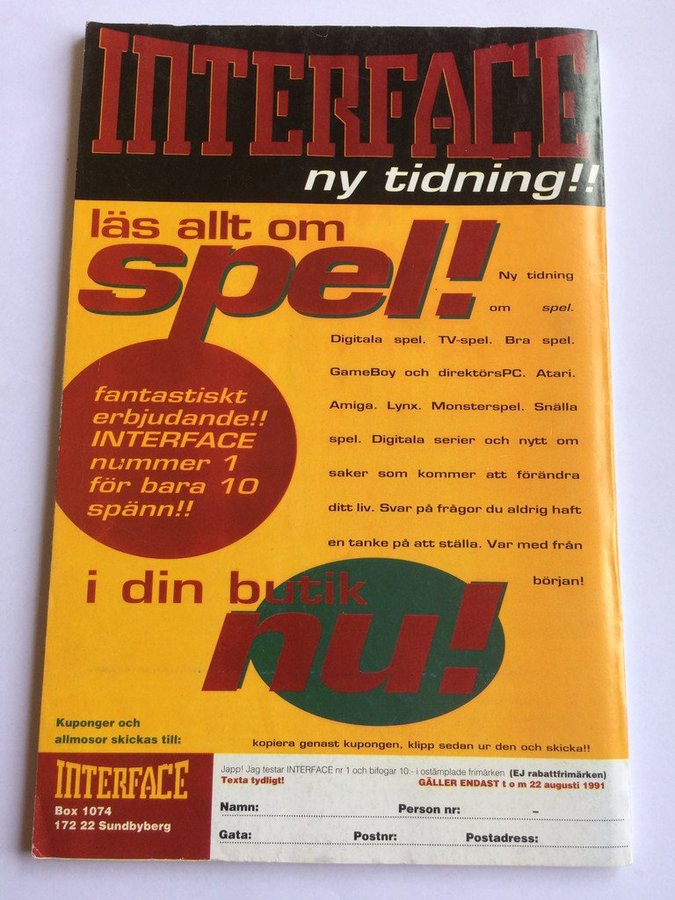 INTERFACE
ny tidning!!
läs allt om
spel!
Ny tidning
om spel.
Digitala spel. TV-spel. Bra spel.
GameBoy och direktörsPC. Atari.
Amiga. Lynx. Monsterspel. Snälla
spel. Digitala serier och nytt om
saker som kommer att förändra
ditt liv. Svar på frågor du aldrig haft
en tanke på att ställa. Var med från
början!
fantastiskt
erbjudande!!
INTERFACE
nummer 1
för bara 10
spänn!!
i din butik
nu!
Kuponger och
allmosor skickas till:
kopiera genast kupongen, klipp sedan ur den och skicka!!
INTERFACE
Box 1074
172 22 Sundbyberg
Japp! Jag testar INTERFACE nr 1 och bifogar 10:- i ostämplade frimärken (EJ rabattfrimärken)
Texta tydligt! GÄLLER ENDAST t o m 22 augusti 1991
Namn: Person nr: –
Gata: Postnr: Postadress: